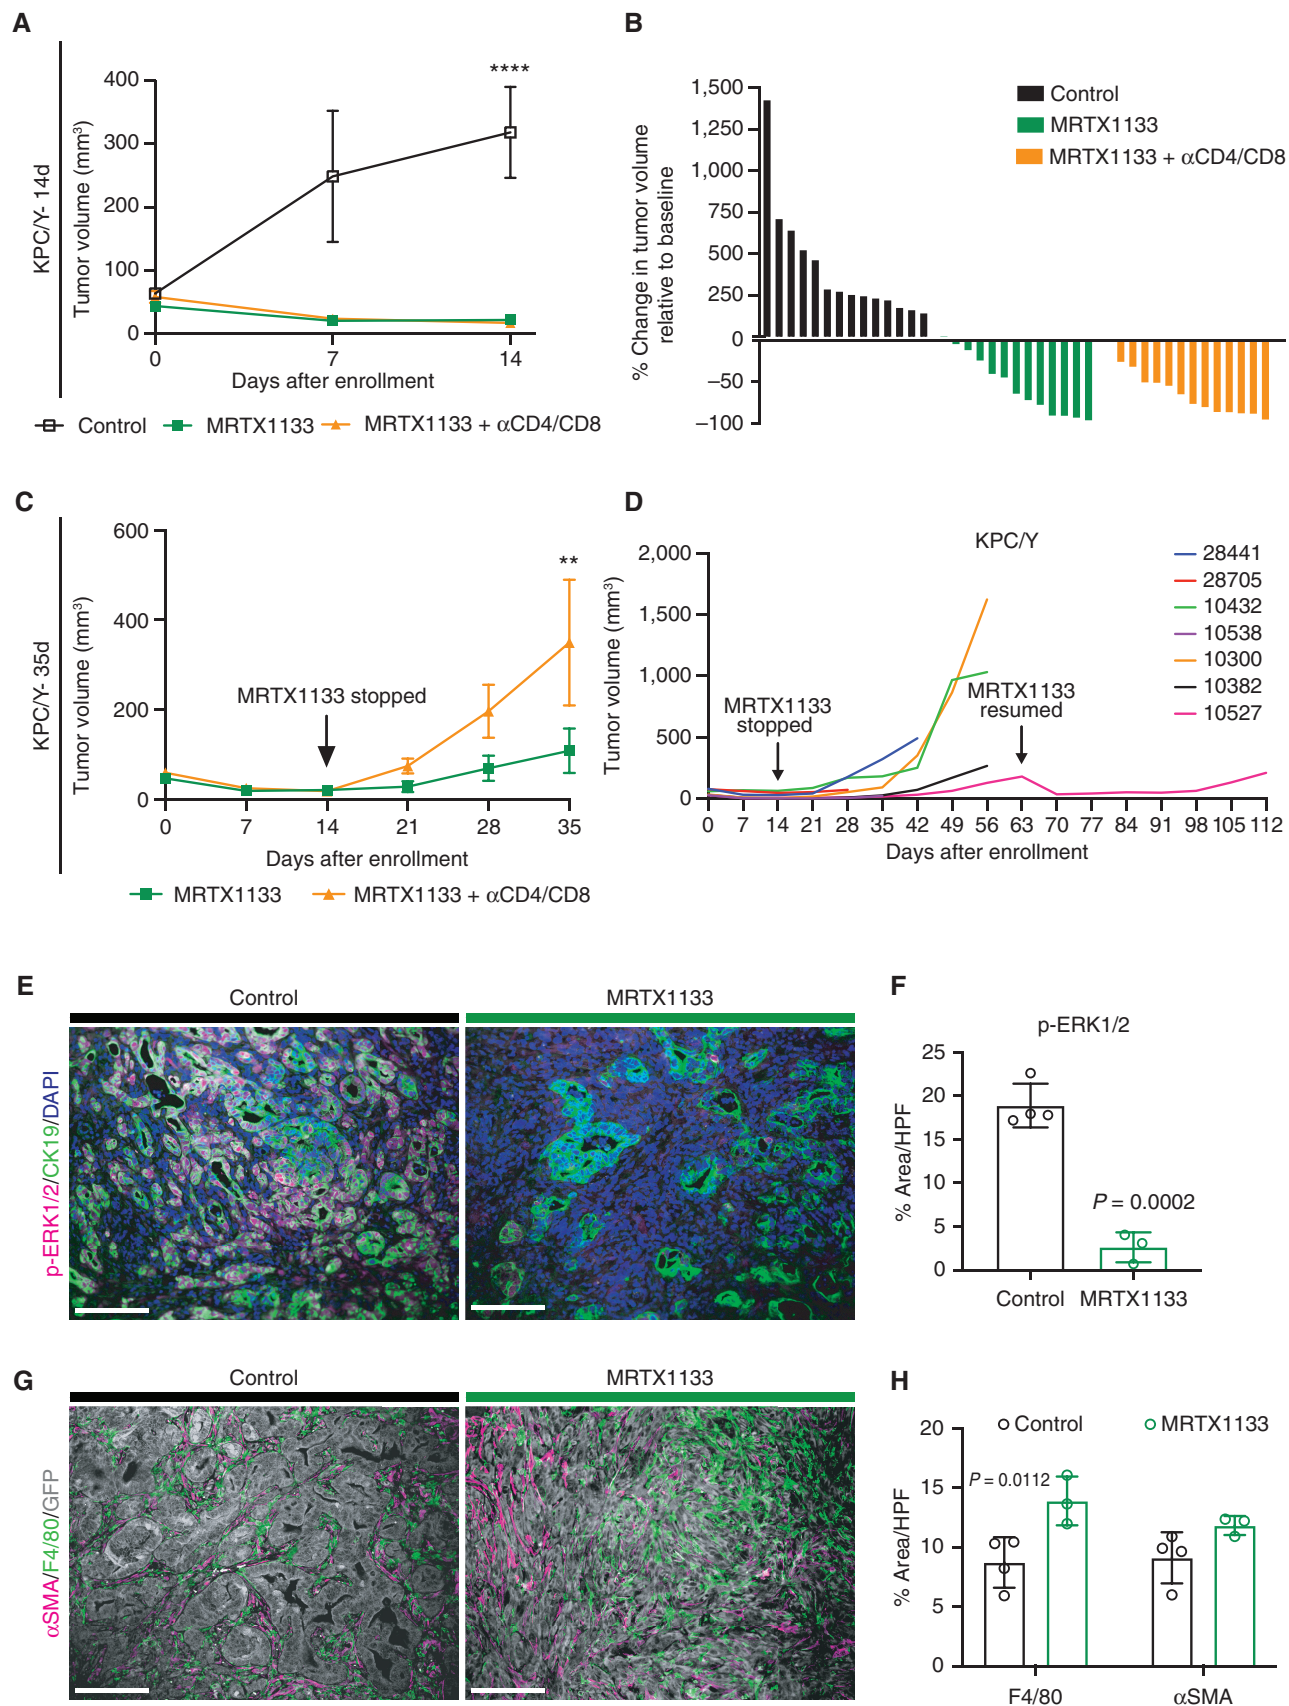 A
KPC/Y- 14d
Tumor volume (mm³)
400
300
200
100
0
****
0 7 14
Days after enrollment
Control MRTX1133 MRTX1133 + αCD4/CD8
B
% Change in tumor volume
relative to baseline
1,500
1,250
1,000
750
500
250
0
−50
−100
Control
MRTX1133
MRTX1133 + αCD4/CD8
C
KPC/Y- 35d
Tumor volume (mm³)
600
400
200
0
MRTX1133 stopped
**
0 7 14 21 28 35
Days after enrollment
MRTX1133 MRTX1133 + αCD4/CD8
D
KPC/Y
Tumor volume (mm³)
2,000
1,500
1,000
500
0
MRTX1133
stopped
MRTX1133
resumed
28441
28705
10432
10538
10300
10382
10527
0 7 14 21 28 35 42 49 56 63 70 77 84 91 98 105 112
Days after enrollment
E
Control MRTX1133
p-ERK1/2/CK19/DAPI
F
p-ERK1/2
% Area/HPF
25
20
15
10
5
0
P = 0.0002
Control MRTX1133
G
Control MRTX1133
αSMA/F4/80/GFP
H
Control MRTX1133
% Area/HPF
20
15
10
5
0
P = 0.0112
F4/80 αSMA